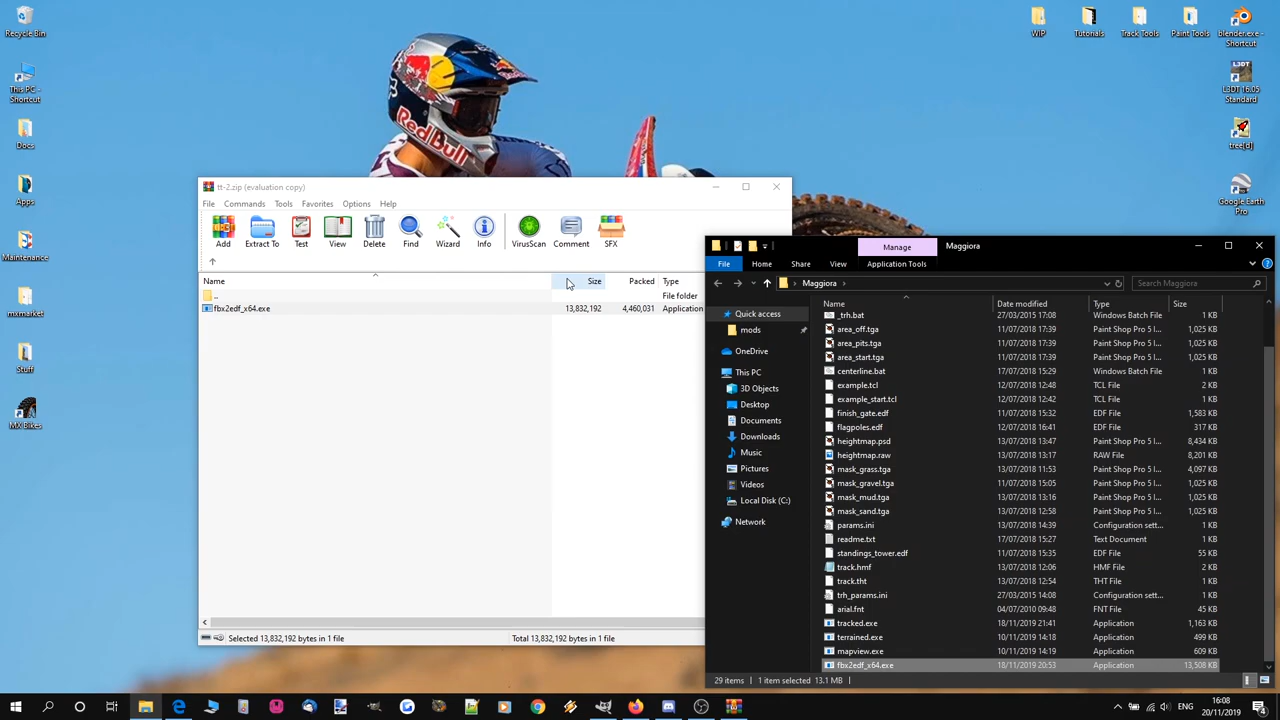 Recycle Bin
This PC -
Shortcut
Docs
Apps
Maintenance
mxmarket
Stuff
MX Bikes
WIP
Tutorials
Track Tools
Paint Tools
blender.exe -
Shortcut
L3DT 16.05
Standard
tree[d]
Google Earth
Pro
Red Bull
RedBull
tt-2.zip (evaluation copy)
File Commands Tools Favorites Options Help
Add Extract To Test View Delete Find Wizard Info VirusScan Comment SFX
Name Size Packed Type
.. File folder
fbx2edf_x64.exe 13,832,192 4,460,031 Application
Selected 13,832,192 bytes in 1 file Total 13,832,192 bytes in 1 file
Manage Maggiora
File Home Share View Application Tools
Maggiora Search Maggiora
Quick access
mods
OneDrive
This PC
3D Objects
Desktop
Documents
Downloads
Music
Pictures
Videos
Local Disk (C:)
Network
Name Date modified Type Size
_trh.bat 27/03/2015 17:08 Windows Batch File 1 KB
area_off.tga 11/07/2018 17:39 Paint Shop Pro 5 I... 1,025 KB
area_pits.tga 11/07/2018 17:39 Paint Shop Pro 5 I... 1,025 KB
area_start.tga 11/07/2018 17:39 Paint Shop Pro 5 I... 1,025 KB
centerline.bat 17/07/2018 15:29 Windows Batch File 1 KB
example.tcl 12/07/2018 12:48 TCL File 2 KB
example_start.tcl 12/07/2018 12:42 TCL File 1 KB
finish_gate.edf 11/07/2018 15:32 EDF File 1,583 KB
flagpoles.edf 12/07/2018 16:41 EDF File 317 KB
heightmap.psd 13/07/2018 13:47 Paint Shop Pro 5 I... 8,434 KB
heightmap.raw 13/07/2018 13:17 RAW File 8,201 KB
mask_grass.tga 13/07/2018 11:53 Paint Shop Pro 5 I... 4,097 KB
mask_gravel.tga 11/07/2018 15:05 Paint Shop Pro 5 I... 1,025 KB
mask_mud.tga 13/07/2018 13:16 Paint Shop Pro 5 I... 1,025 KB
mask_sand.tga 13/07/2018 12:58 Paint Shop Pro 5 I... 1,025 KB
params.ini 13/07/2018 14:39 Configuration sett... 1 KB
readme.txt 17/07/2018 15:27 Text Document 1 KB
standings_tower.edf 11/07/2018 15:35 EDF File 55 KB
track.hmf 13/07/2018 12:06 HMF File 1 KB
track.tht 13/07/2018 12:54 THT File 1 KB
trh_params.ini 27/03/2015 14:08 Configuration sett... 1 KB
arial.fnt 04/07/2010 09:48 FNT File 45 KB
tracked.exe 18/11/2019 21:41 Application 1,163 KB
terrained.exe 10/11/2019 14:18 Application 499 KB
mapview.exe 10/11/2019 14:19 Application 609 KB
fbx2edf_x64.exe 18/11/2019 20:53 Application 13,508 KB
29 items 1 item selected 13.1 MB
ENG
16:08
20/11/2019